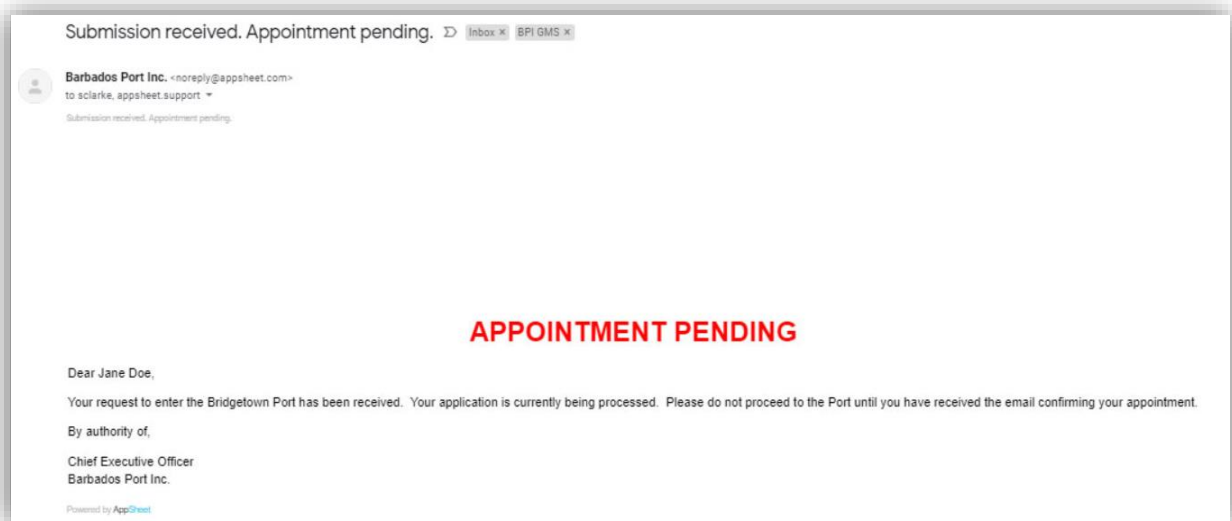 Submission received. Appointment pending. Inbox × BPI GMS ×
Barbados Port Inc. <noreply@appsheet.com>
to sclarke, appsheet.support
Submission received. Appointment pending.
APPOINTMENT PENDING
Dear Jane Doe,
Your request to enter the Bridgetown Port has been received. Your application is currently being processed. Please do not proceed to the Port until you have received the email confirming your appointment.
By authority of,
Chief Executive Officer
Barbados Port Inc.
Powered by AppSheet